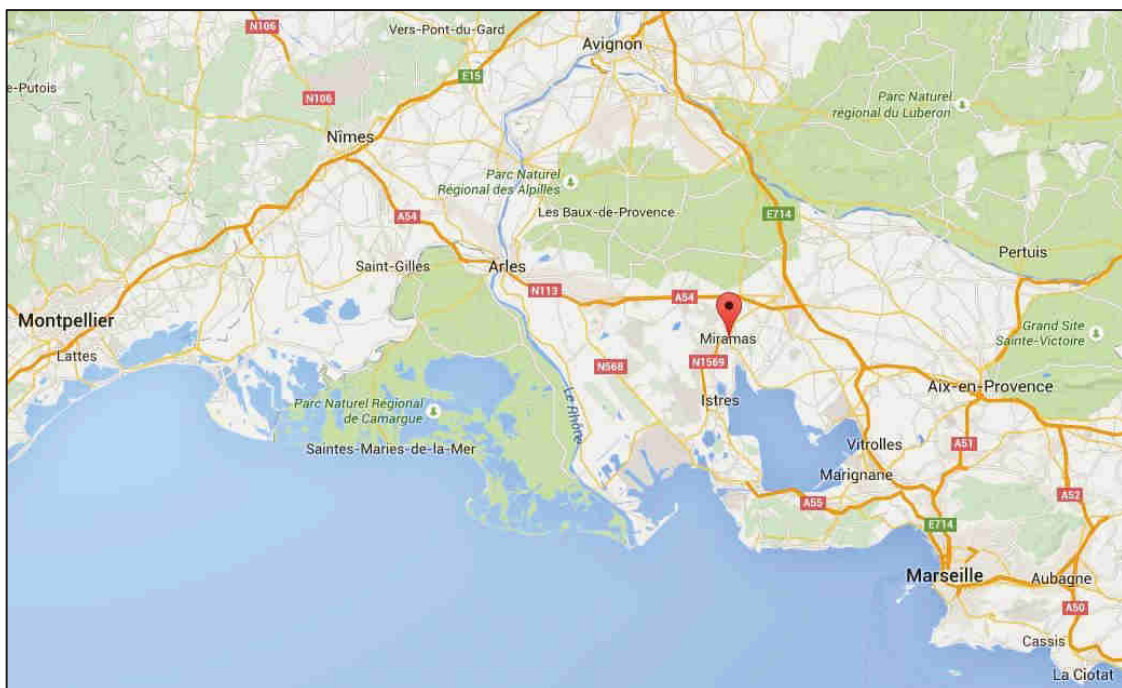 N106
Vers-Pont-du-Gard
Avignon
E15
e-Putois
N106
Parc Naturel
régional du Luberon
Nîmes
Parc Naturel
Régional des Alpilles
Les Baux-de-Provence
A54
E714
Pertuis
Saint-Gilles
Arles
N113
A54
Montpellier
Lattes
Miramas
Grand Site
Sainte-Victoire
N1569
N568
Aix-en-Provence
Istres
Le Rhône
Parc Naturel Régional
de Camargue
Saintes-Maries-de-la-Mer
Vitrolles
A51
Marignane
A55
A52
E714
Marseille
Aubagne
A50
Cassis
La Ciotat